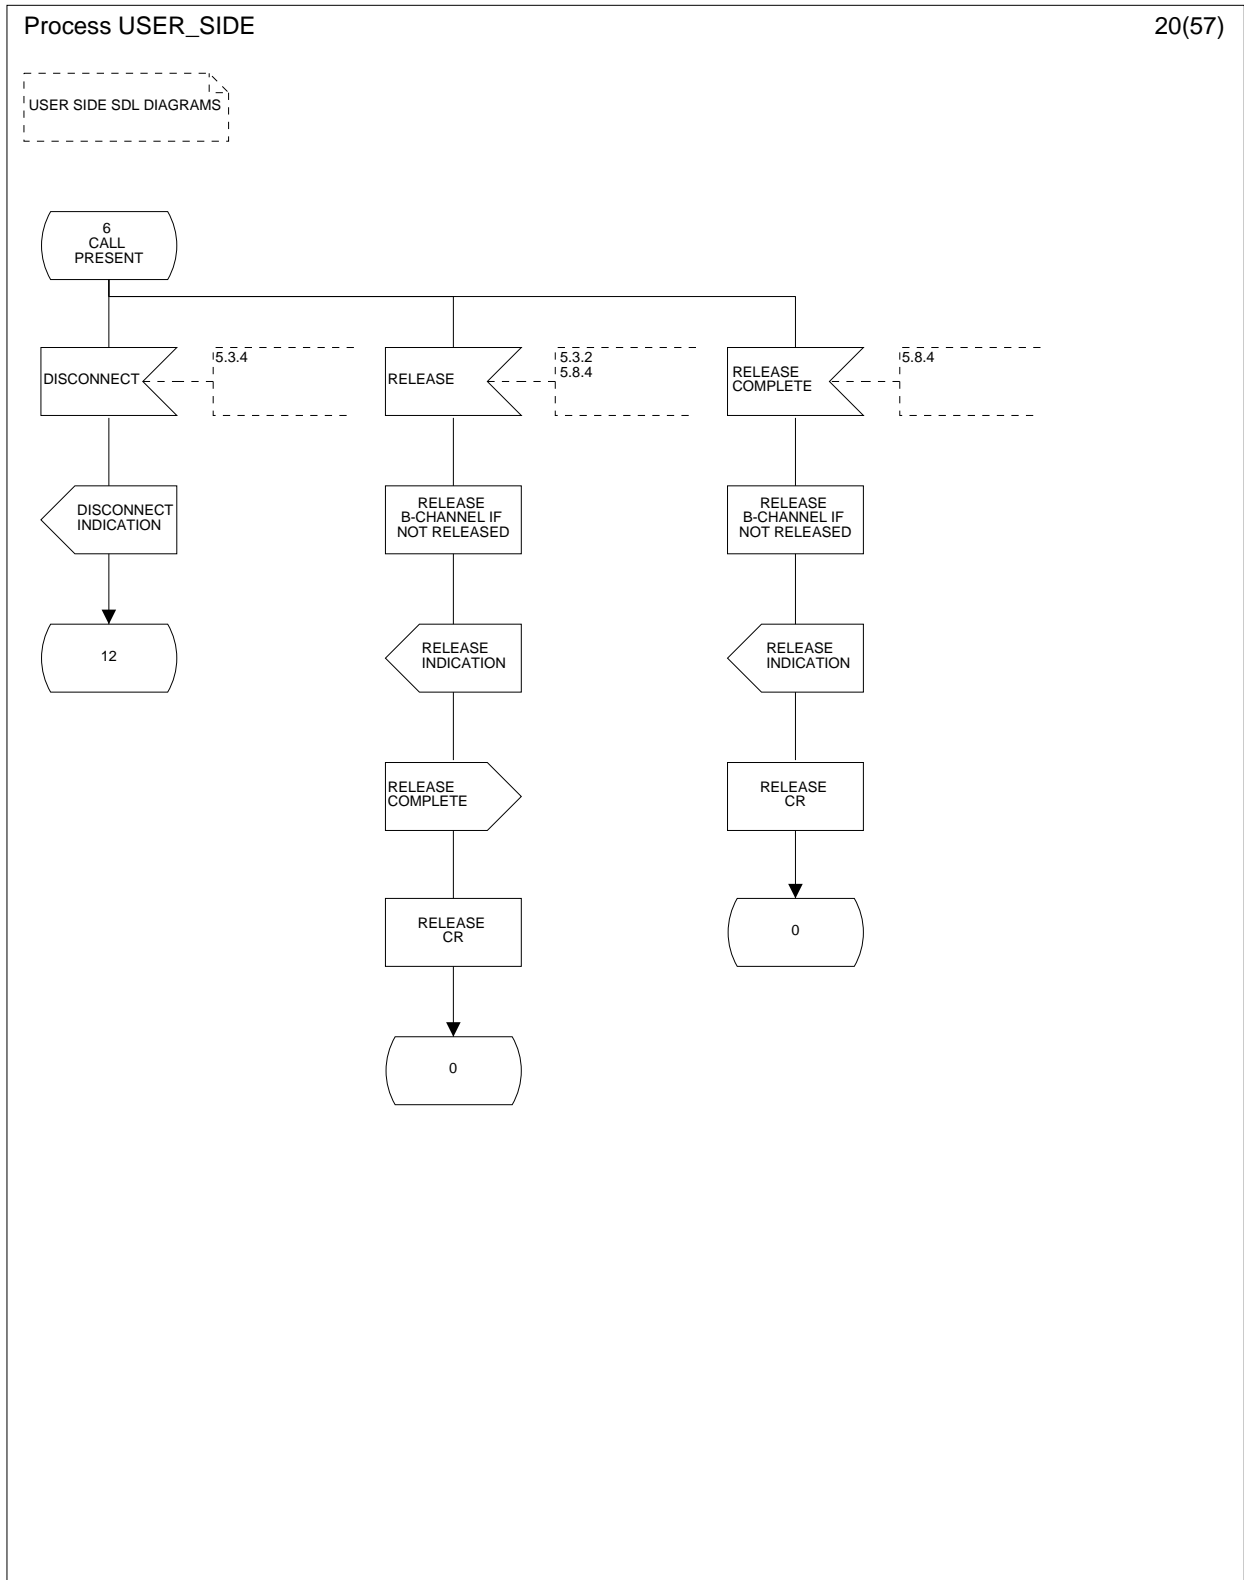 Process USER_SIDE
20(57)
USER SIDE SDL DIAGRAMS
6
CALL
PRESENT
DISCONNECT
5.3.4
RELEASE
5.3.2
5.8.4
RELEASE
COMPLETE
5.8.4
DISCONNECT
INDICATION
RELEASE
B-CHANNEL IF
NOT RELEASED
RELEASE
B-CHANNEL IF
NOT RELEASED
12
RELEASE
INDICATION
RELEASE
INDICATION
RELEASE
COMPLETE
RELEASE
CR
RELEASE
CR
0
0